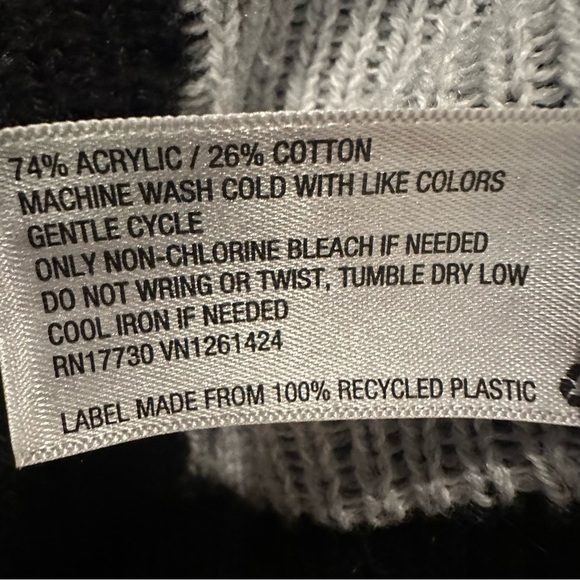 74% ACRYLIC / 26% COTTON
MACHINE WASH COLD WITH LIKE COLORS
GENTLE CYCLE
ONLY NON-CHLORINE BLEACH IF NEEDED
DO NOT WRING OR TWIST, TUMBLE DRY LOW
COOL IRON IF NEEDED
RN17730 VN1261424
LABEL MADE FROM 100% RECYCLED PLASTIC